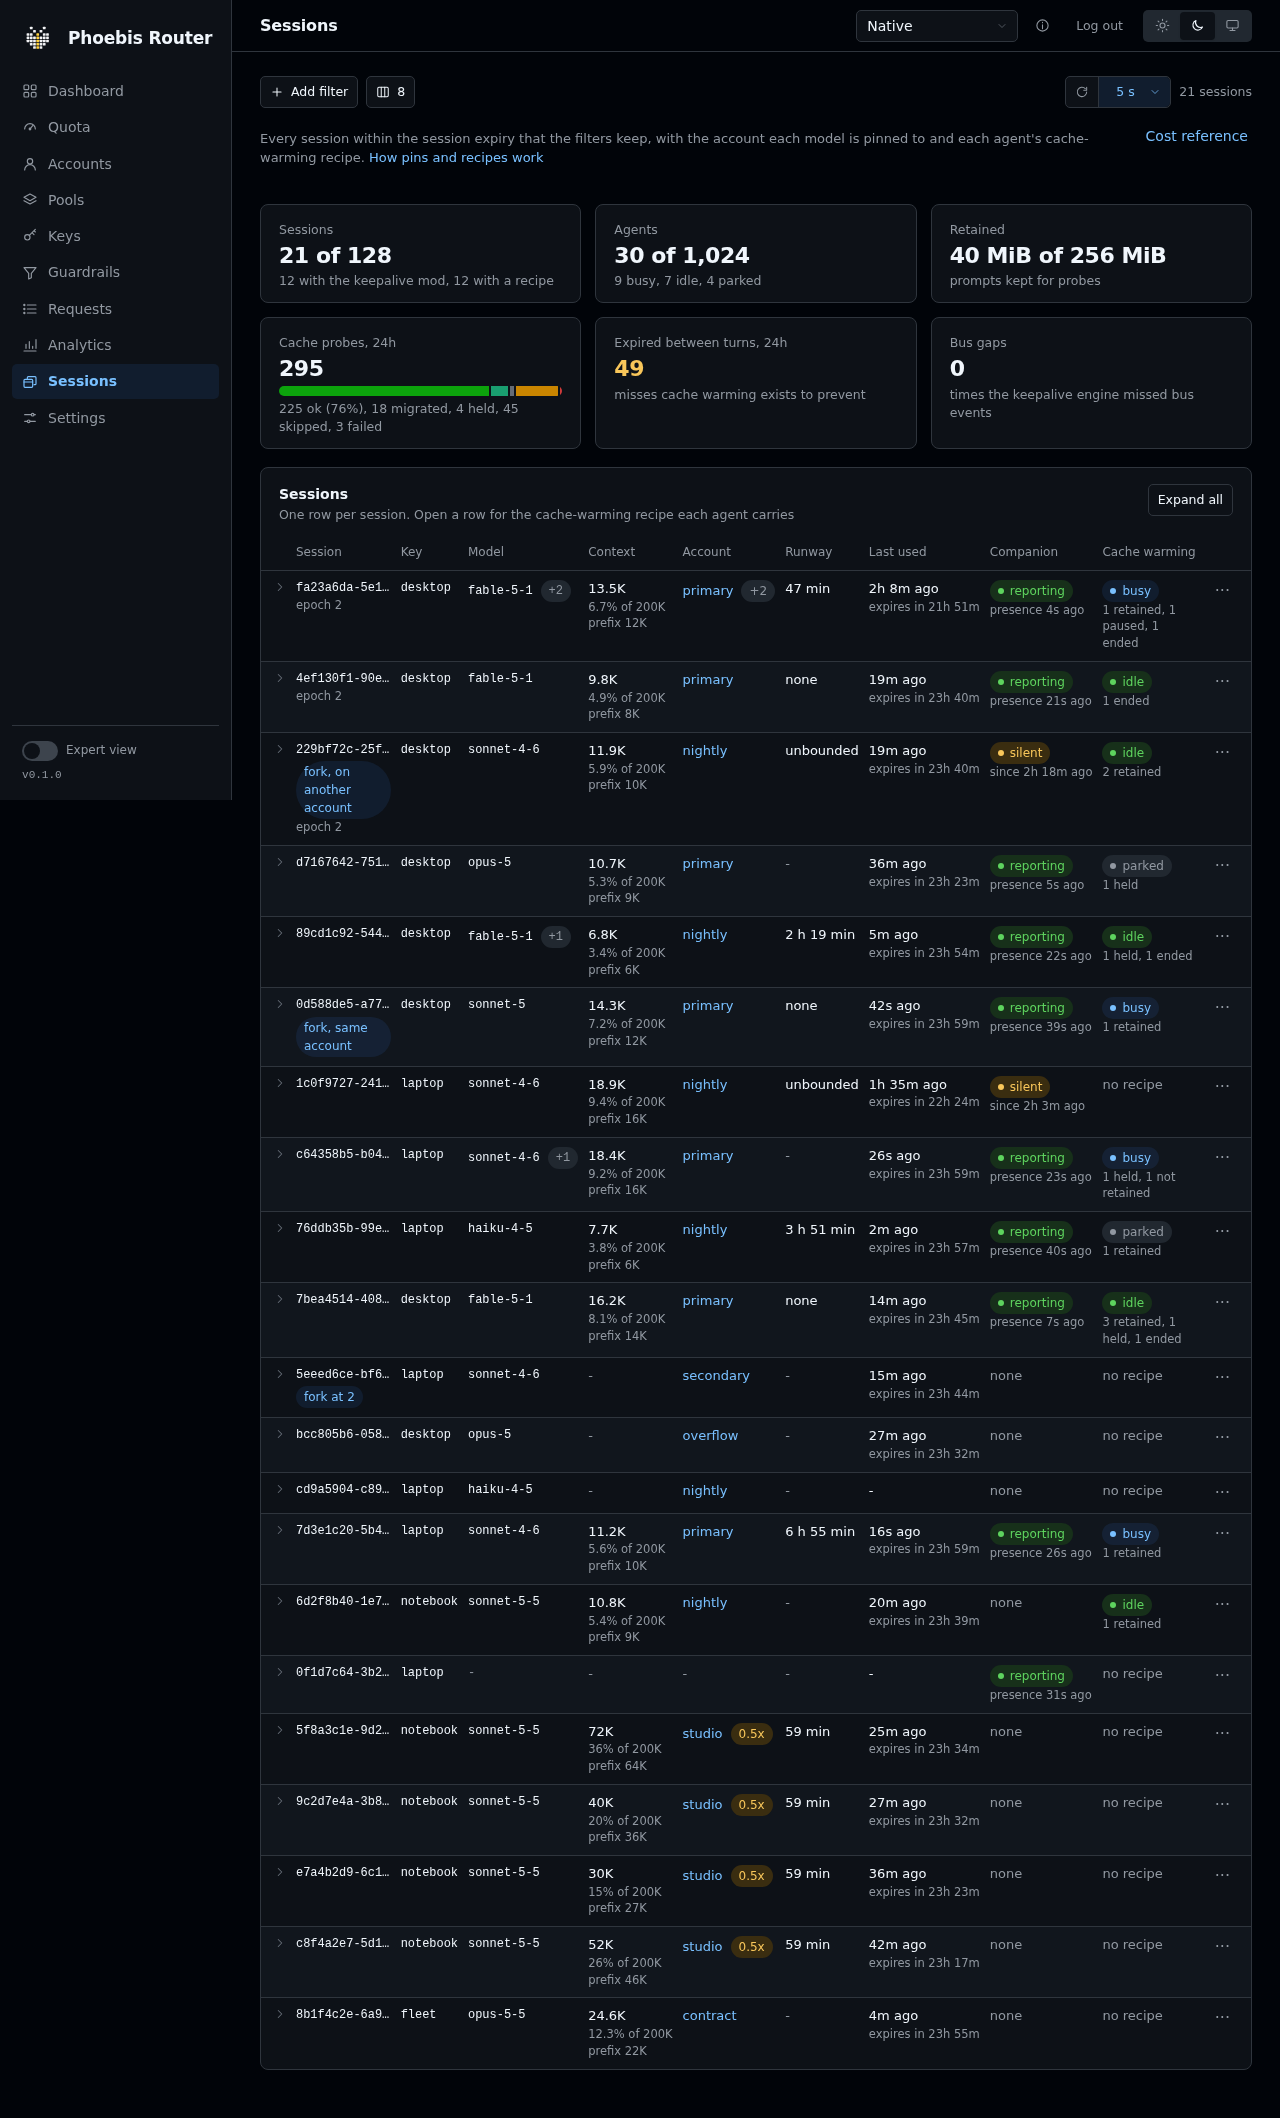 Phoebis Router
Dashboard
Quota
Accounts
Pools
Keys
Guardrails
Requests
Analytics
Sessions
Settings
Expert view
v0.1.0
Sessions
Native
Log out
Add filter
8
5 s
21 sessions
Every session within the session expiry that the filters keep, with the account each model is pinned to and each agent's cache-
warming recipe. How pins and recipes work
Cost reference
Sessions
21 of 128
12 with the keepalive mod, 12 with a recipe
Agents
30 of 1,024
9 busy, 7 idle, 4 parked
Retained
40 MiB of 256 MiB
prompts kept for probes
Cache probes, 24h
295
225 ok (76%), 18 migrated, 4 held, 45
skipped, 3 failed
Expired between turns, 24h
49
misses cache warming exists to prevent
Bus gaps
0
times the keepalive engine missed bus
events
Sessions
One row per session. Open a row for the cache-warming recipe each agent carries
Expand all
Session Key Model Context Account Runway Last used Companion Cache warming
fa23a6da-5e1… desktop fable-5-1 +2 13.5K primary +2 47 min 2h 8m ago reporting busy ···
epoch 2 6.7% of 200K expires in 21h 51m presence 4s ago 1 retained, 1
prefix 12K paused, 1
ended
4ef130f1-90e… desktop fable-5-1 9.8K primary none 19m ago reporting idle ···
epoch 2 4.9% of 200K expires in 23h 40m presence 21s ago 1 ended
prefix 8K
229bf72c-25f… desktop sonnet-4-6 11.9K nightly unbounded 19m ago silent idle ···
fork, on 5.9% of 200K expires in 23h 40m since 2h 18m ago 2 retained
another prefix 10K
account
epoch 2
d7167642-751… desktop opus-5 10.7K primary - 36m ago reporting parked ···
5.3% of 200K expires in 23h 23m presence 5s ago 1 held
prefix 9K
89cd1c92-544… desktop fable-5-1 +1 6.8K nightly 2 h 19 min 5m ago reporting idle ···
3.4% of 200K expires in 23h 54m presence 22s ago 1 held, 1 ended
prefix 6K
0d588de5-a77… desktop sonnet-5 14.3K primary none 42s ago reporting busy ···
fork, same 7.2% of 200K expires in 23h 59m presence 39s ago 1 retained
account prefix 12K
1c0f9727-241… laptop sonnet-4-6 18.9K nightly unbounded 1h 35m ago silent no recipe ···
9.4% of 200K expires in 22h 24m since 2h 3m ago
prefix 16K
c64358b5-b04… laptop sonnet-4-6 +1 18.4K primary - 26s ago reporting busy ···
9.2% of 200K expires in 23h 59m presence 23s ago 1 held, 1 not
prefix 16K retained
76ddb35b-99e… laptop haiku-4-5 7.7K nightly 3 h 51 min 2m ago reporting parked ···
3.8% of 200K expires in 23h 57m presence 40s ago 1 retained
prefix 6K
7bea4514-408… desktop fable-5-1 16.2K primary none 14m ago reporting idle ···
8.1% of 200K expires in 23h 45m presence 7s ago 3 retained, 1
prefix 14K held, 1 ended
5eeed6ce-bf6… laptop sonnet-4-6 - secondary - 15m ago none no recipe ···
fork at 2 expires in 23h 44m
bcc805b6-058… desktop opus-5 - overflow - 27m ago none no recipe ···
expires in 23h 32m
cd9a5904-c89… laptop haiku-4-5 - nightly - - none no recipe ···
7d3e1c20-5b4… laptop sonnet-4-6 11.2K primary 6 h 55 min 16s ago reporting busy ···
5.6% of 200K expires in 23h 59m presence 26s ago 1 retained
prefix 10K
6d2f8b40-1e7… notebook sonnet-5-5 10.8K nightly - 20m ago none idle ···
5.4% of 200K expires in 23h 39m 1 retained
prefix 9K
0f1d7c64-3b2… laptop - - - - - reporting no recipe ···
presence 31s ago
5f8a3c1e-9d2… notebook sonnet-5-5 72K studio 0.5x 59 min 25m ago none no recipe ···
36% of 200K expires in 23h 34m
prefix 64K
9c2d7e4a-3b8… notebook sonnet-5-5 40K studio 0.5x 59 min 27m ago none no recipe ···
20% of 200K expires in 23h 32m
prefix 36K
e7a4b2d9-6c1… notebook sonnet-5-5 30K studio 0.5x 59 min 36m ago none no recipe ···
15% of 200K expires in 23h 23m
prefix 27K
c8f4a2e7-5d1… notebook sonnet-5-5 52K studio 0.5x 59 min 42m ago none no recipe ···
26% of 200K expires in 23h 17m
prefix 46K
8b1f4c2e-6a9… fleet opus-5-5 24.6K contract - 4m ago none no recipe ···
12.3% of 200K expires in 23h 55m
prefix 22K